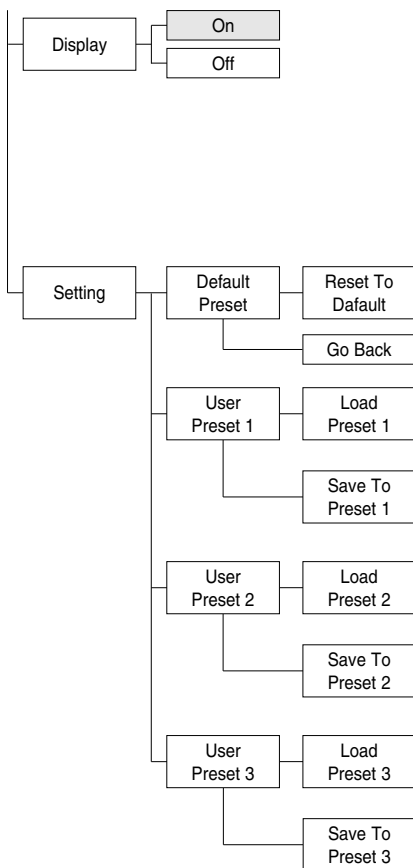 Display
On
Off
Setting
Default
Preset
Reset To
Dafault
Go Back
User
Preset 1
Load
Preset 1
Save To
Preset 1
User
Preset 2
Load
Preset 2
Save To
Preset 2
User
Preset 3
Load
Preset 3
Save To
Preset 3